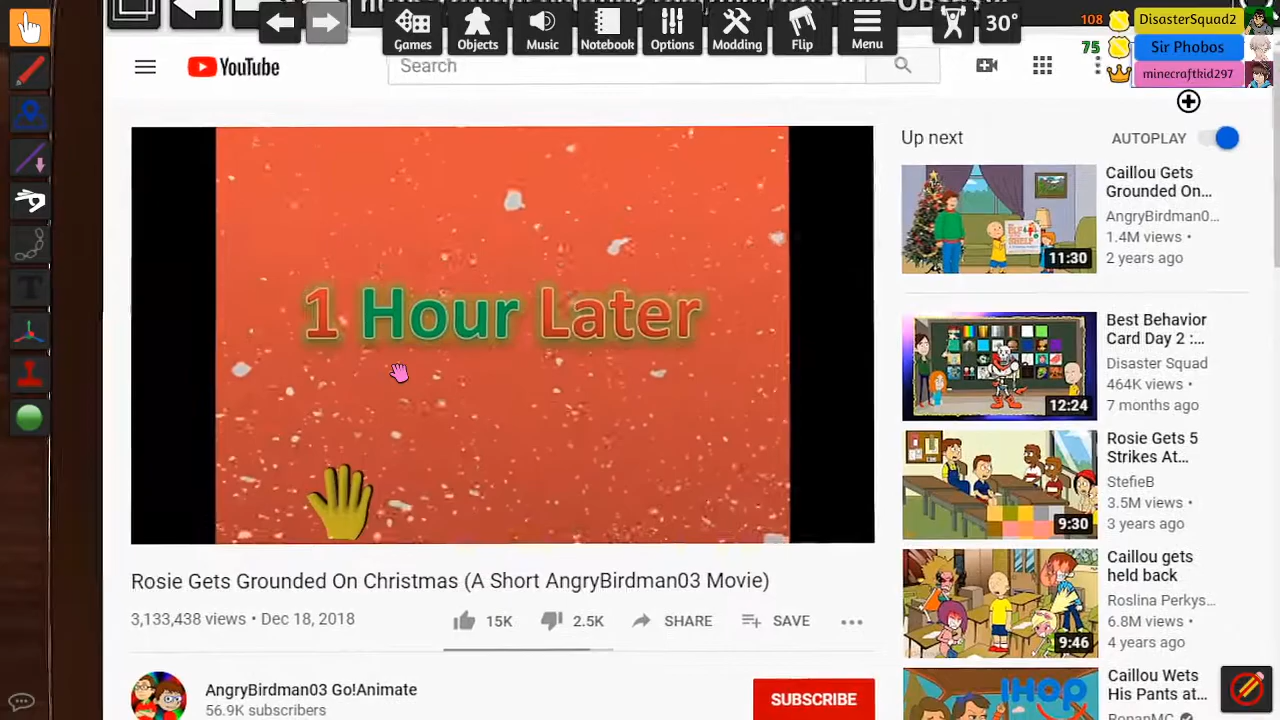 Games
Objects
Music
Notebook
Options
Modding
Flip
Menu
30°
108
DisasterSquad2
75
Sir Phobos
minecraftkid297
YouTube
Search
1 Hour Later
Rosie Gets Grounded On Christmas (A Short AngryBirdman03 Movie)
3,133,438 views • Dec 18, 2018
15K
2.5K
SHARE
SAVE
AngryBirdman03 Go!Animate
56.9K subscribers
SUBSCRIBE
Up next
AUTOPLAY
11:30
Caillou Gets
Grounded On...
AngryBirdman0...
1.4M views •
2 years ago
12:24
Best Behavior
Card Day 2 :...
Disaster Squad
464K views •
7 months ago
9:30
Rosie Gets 5
Strikes At...
StefieB
3.5M views •
3 years ago
9:46
Caillou gets
held back
Roslina Perkys...
6.8M views •
4 years ago
IHOP
Caillou Wets
His Pants at...
RonanMC